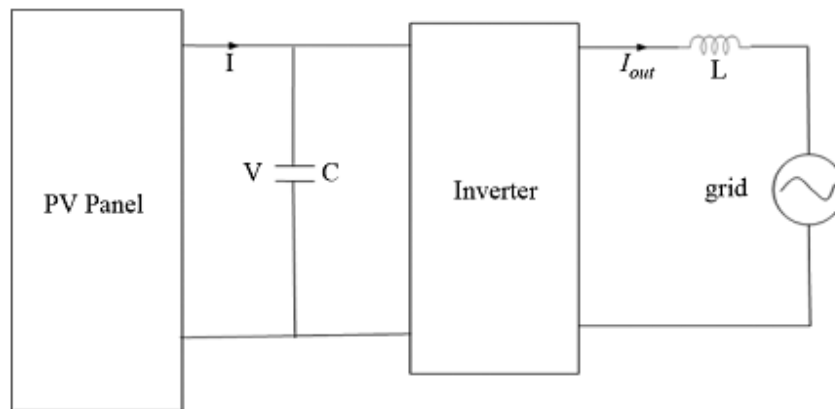 I
I_out
L
V
C
PV Panel
Inverter
grid